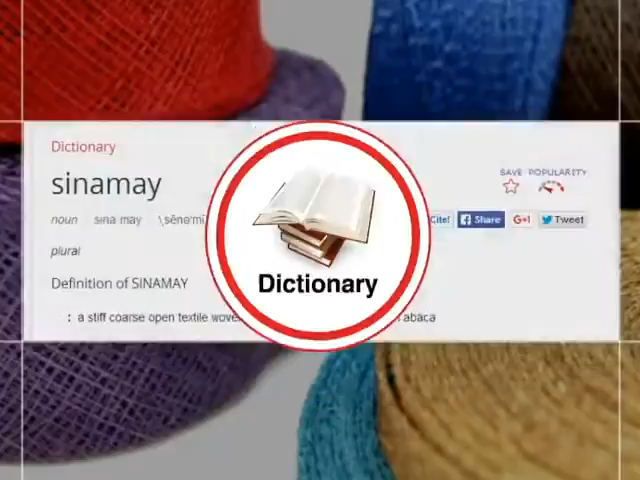 Dictionary
SAVE POPULARITY
sinamay
noun sina may \ˌsēnəˈmī
Cite! Share G+1 Tweet
plural
Dictionary
Definition of SINAMAY
: a stiff coarse open textile wove abaca